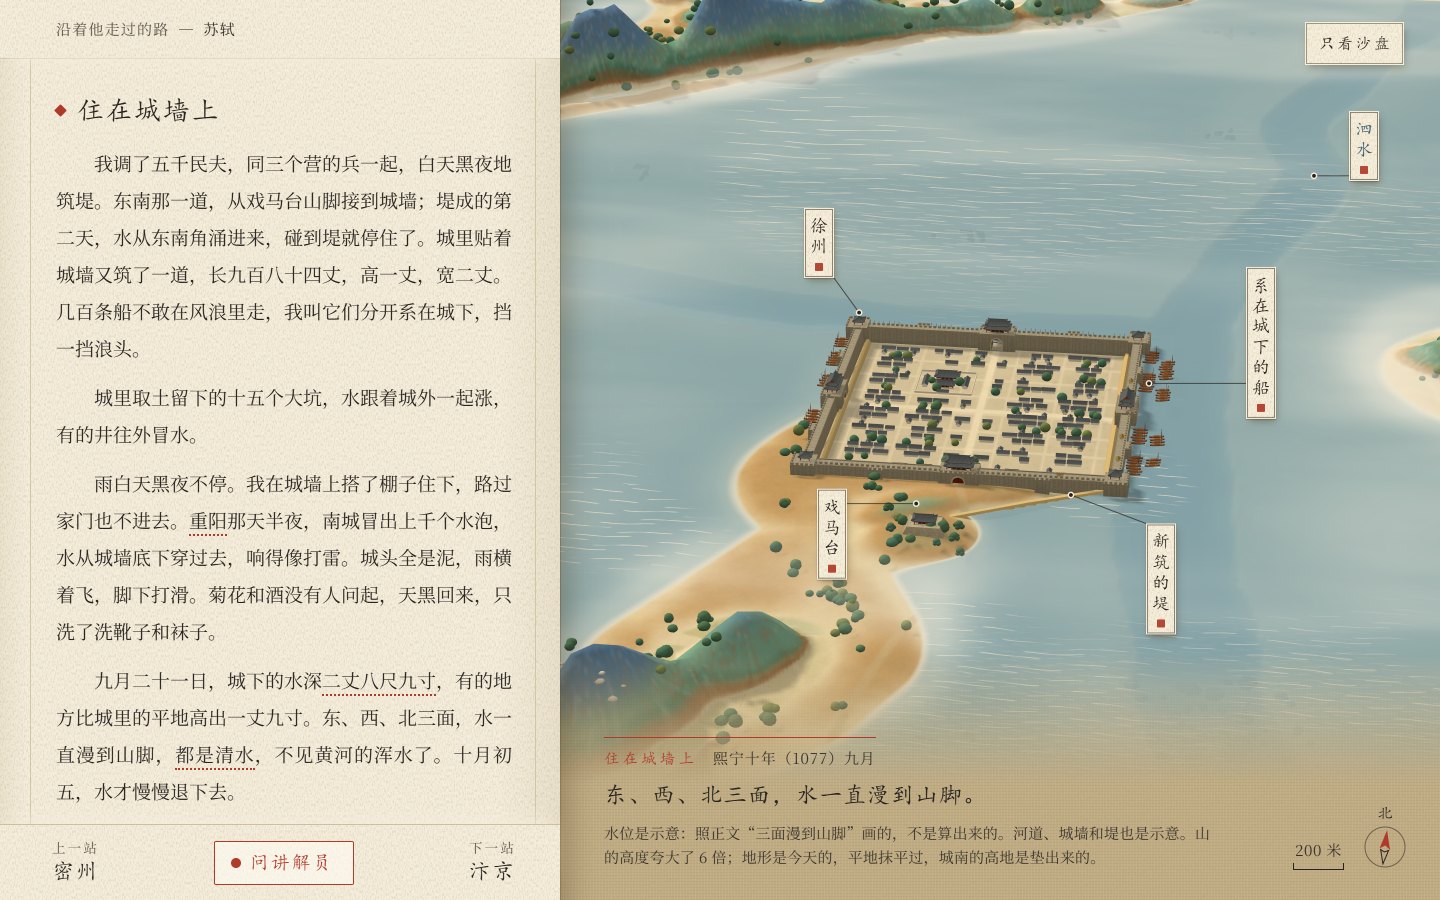 沿着他走过的路 — 苏轼
住在城墙上
我调了五千民夫，同三个营的兵一起，白天黑夜地
筑堤。东南那一道，从戏马台山脚接到城墙；堤成的第
二天，水从东南角涌进来，碰到堤就停住了。城里贴着
城墙又筑了一道，长九百八十四丈，高一丈，宽二丈。
几百条船不敢在风浪里走，我叫它们分开系在城下，挡
一挡浪头。
城里取土留下的十五个大坑，水跟着城外一起涨，
有的井往外冒水。
雨白天黑夜不停。我在城墙上搭了棚子住下，路过
家门也不进去。重阳那天半夜，南城冒出上千个水泡，
水从城墙底下穿过去，响得像打雷。城头全是泥，雨横
着飞，脚下打滑。菊花和酒没有人问起，天黑回来，只
洗了洗靴子和袜子。
九月二十一日，城下的水深二丈八尺九寸，有的地
方比城里的平地高出一丈九寸。东、西、北三面，水一
直漫到山脚，都是清水，不见黄河的浑水了。十月初
五，水才慢慢退下去。
上一站
密州
问讲解员
下一站
汴京
只看沙盘
泗水
徐州
系在城下的船
戏马台
新筑的堤
住在城墙上 熙宁十年（1077）九月
东、西、北三面，水一直漫到山脚。
水位是示意：照正文“三面漫到山脚”画的，不是算出来的。河道、城墙和堤也是示意。山
的高度夸大了 6 倍；地形是今天的，平地抹平过，城南的高地是垫出来的。
200 米
北